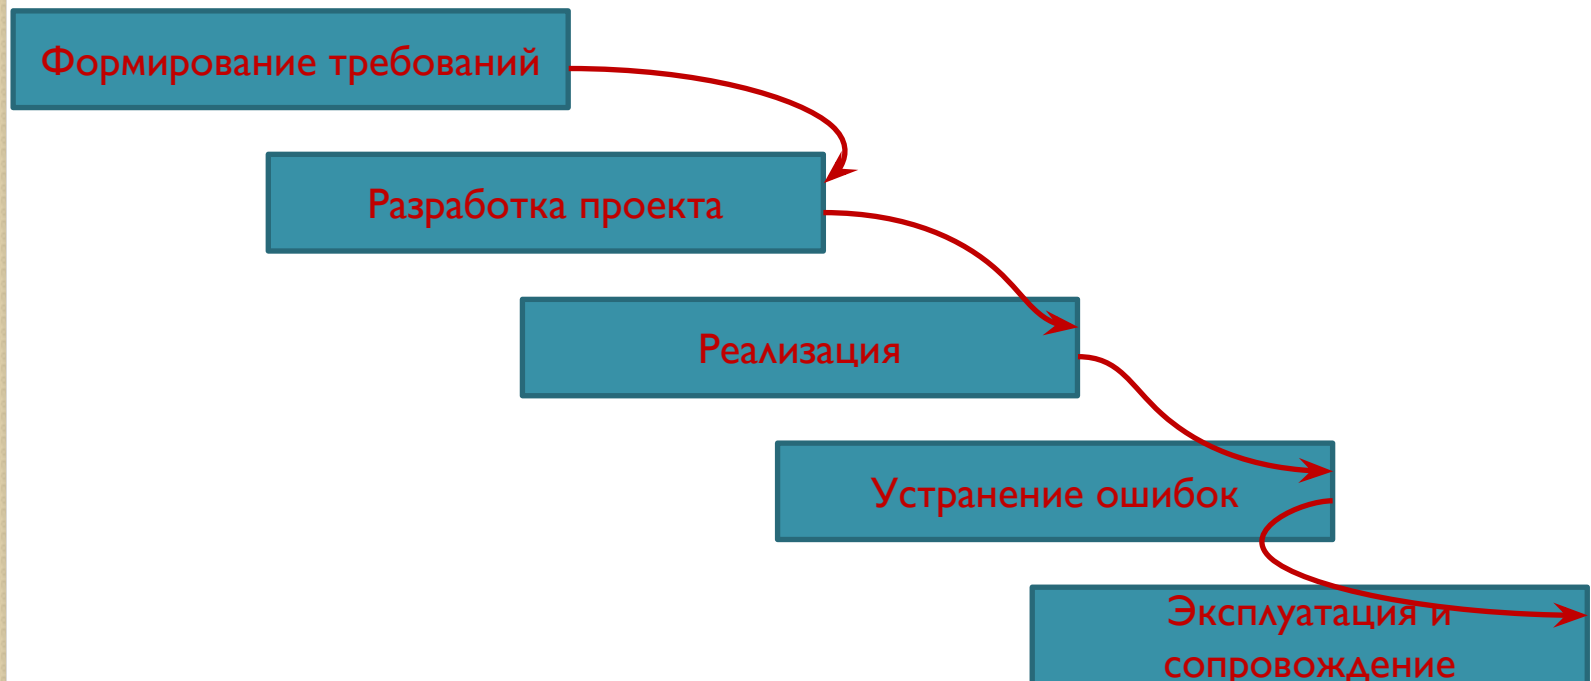 Формирование требований
Разработка проекта
Реализация
Устранение ошибок
Эксплуатация и
сопровождение